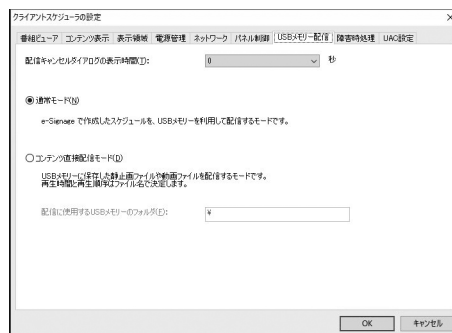 クライアントスケジューラの設定
番組ビューア コンテンツ表示 表示領域 電源管理 ネットワーク パネル制御 USBメモリー配信 障害時処理 UAC設定
配信キャンセルダイアログの表示時間(T): 0 秒
通常モード(N)
e-Signage で作成したスケジュールを、USBメモリーを利用して配信するモードです。
コンテンツ直接配信モード(D)
USBメモリーに保存した静止画ファイルや動画ファイルを配信するモードです。
再生時間と再生順序はファイル名で決定します。
配信に使用するUSBメモリーのフォルダ(F): ¥
OK キャンセル